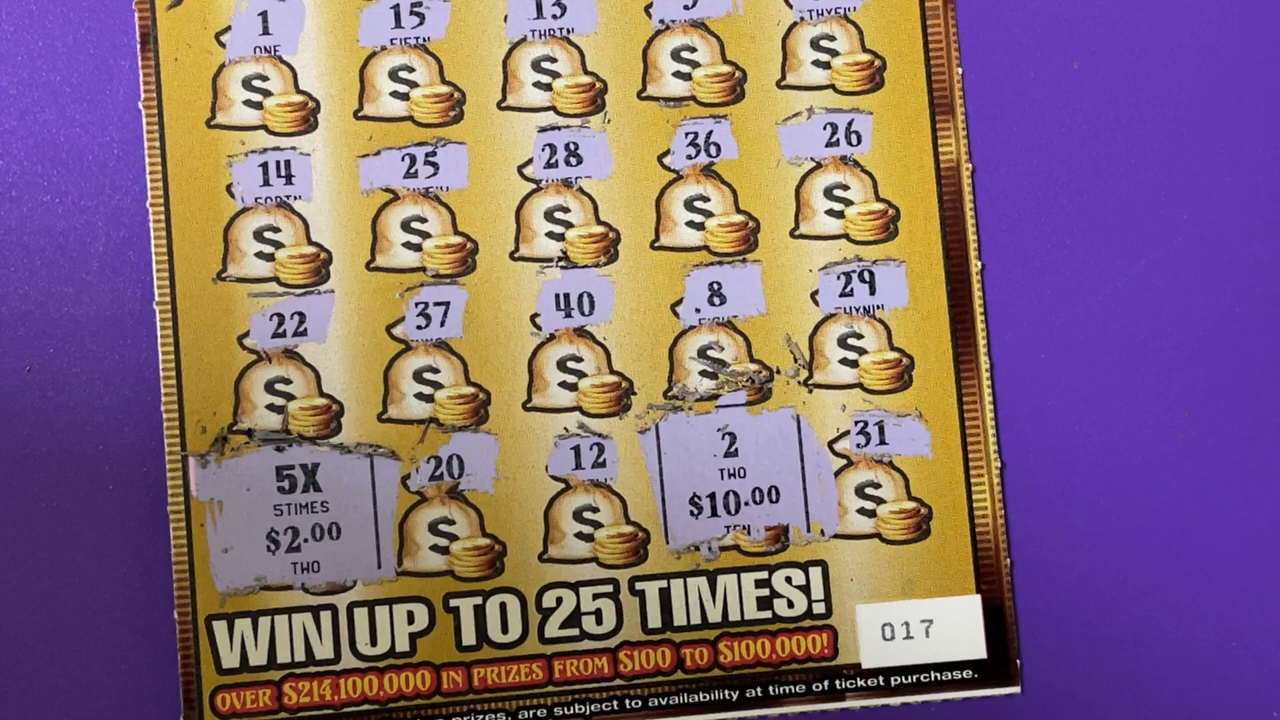 1 15 13
ONE
14 25 28 36 26
22 37 40 8 29
5X 20 12 2 31
5TIMES TWO
$2.00 $10.00
TWO TEN
WIN UP TO 25 TIMES!
017
OVER $214,100,000 IN PRIZES FROM $100 TO $100,000!
prizes, are subject to availability at time of ticket purchase.